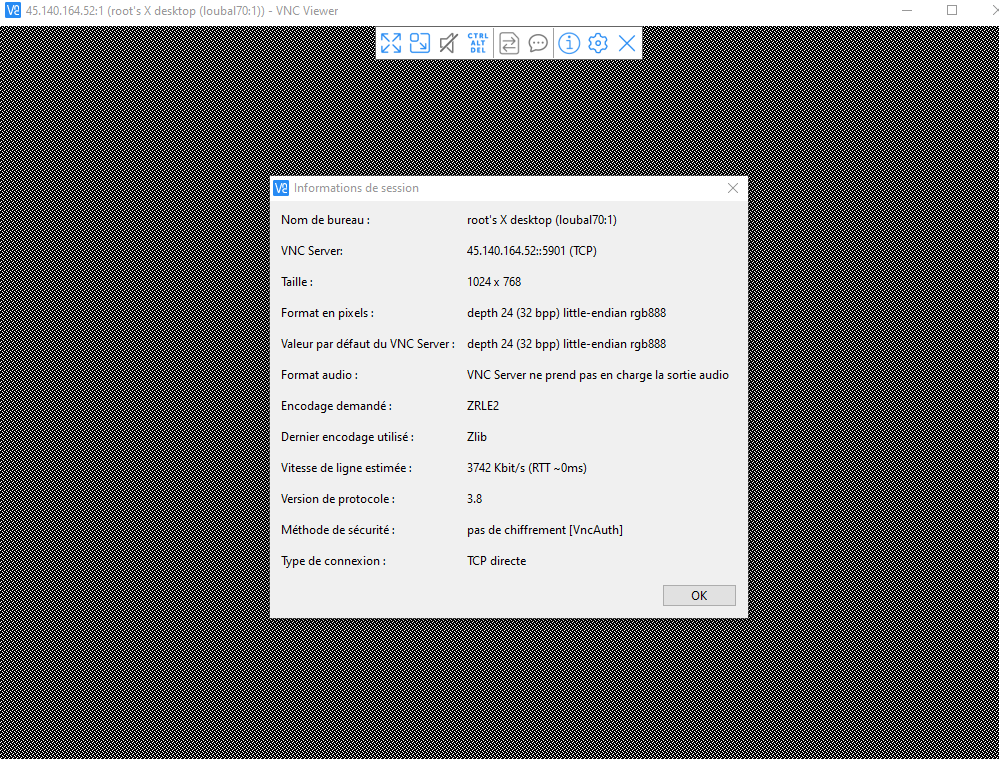 45.140.164.52:1 (root's X desktop (loubal70:1)) - VNC Viewer
CTRL
ALT
DEL
Informations de session
Nom de bureau : root's X desktop (loubal70:1)
VNC Server: 45.140.164.52::5901 (TCP)
Taille : 1024 x 768
Format en pixels : depth 24 (32 bpp) little-endian rgb888
Valeur par défaut du VNC Server : depth 24 (32 bpp) little-endian rgb888
Format audio : VNC Server ne prend pas en charge la sortie audio
Encodage demandé : ZRLE2
Dernier encodage utilisé : Zlib
Vitesse de ligne estimée : 3742 Kbit/s (RTT ~0ms)
Version de protocole : 3.8
Méthode de sécurité : pas de chiffrement [VncAuth]
Type de connexion : TCP directe
OK